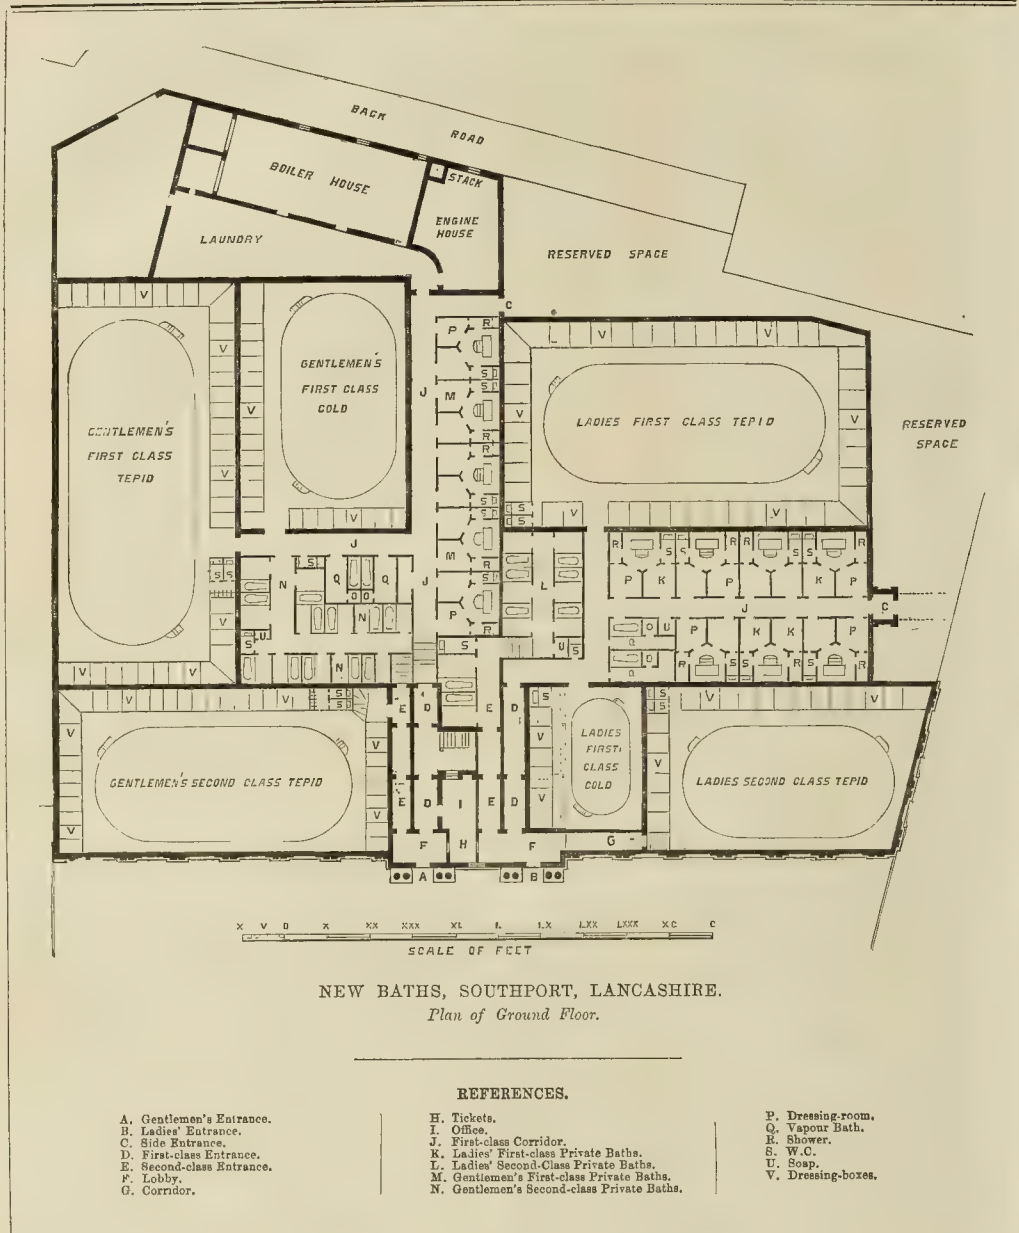 BACK ROAD
BOILER HOUSE
STACK
ENGINE
HOUSE
LAUNDRY
RESERVED SPACE
C
GENTLEMEN'S
FIRST CLASS
COLD
GENTLEMEN'S
FIRST CLASS
TEPID
LADIES FIRST CLASS TEPID
RESERVED
SPACE
GENTLEMEN'S SECOND CLASS TEPID
LADIES
FIRST
CLASS
COLD
LADIES SECOND CLASS TEPID
E D E D
E D I E D
F H F G
A B
X V O X XX XXX XL L LX LXX LXXX XC C
SCALE OF FEET
NEW BATHS, SOUTHPORT, LANCASHIRE.
Plan of Ground Floor.
REFERENCES.
A. Gentlemen's Entrance.
B. Ladies' Entrance.
C. Side Entrance.
D. First-class Entrance.
E. Second-class Entrance.
F. Lobby.
G. Corridor.
H. Tickets.
I. Office.
J. First-class Corridor.
K. Ladies' First-class Private Baths.
L. Ladies' Second-Class Private Baths.
M. Gentlemen's First-class Private Baths.
N. Gentlemen's Second-class Private Baths.
P. Dressing-room.
Q. Vapour Bath.
R. Shower.
S. W.C.
U. Soap.
V. Dressing-boxes.